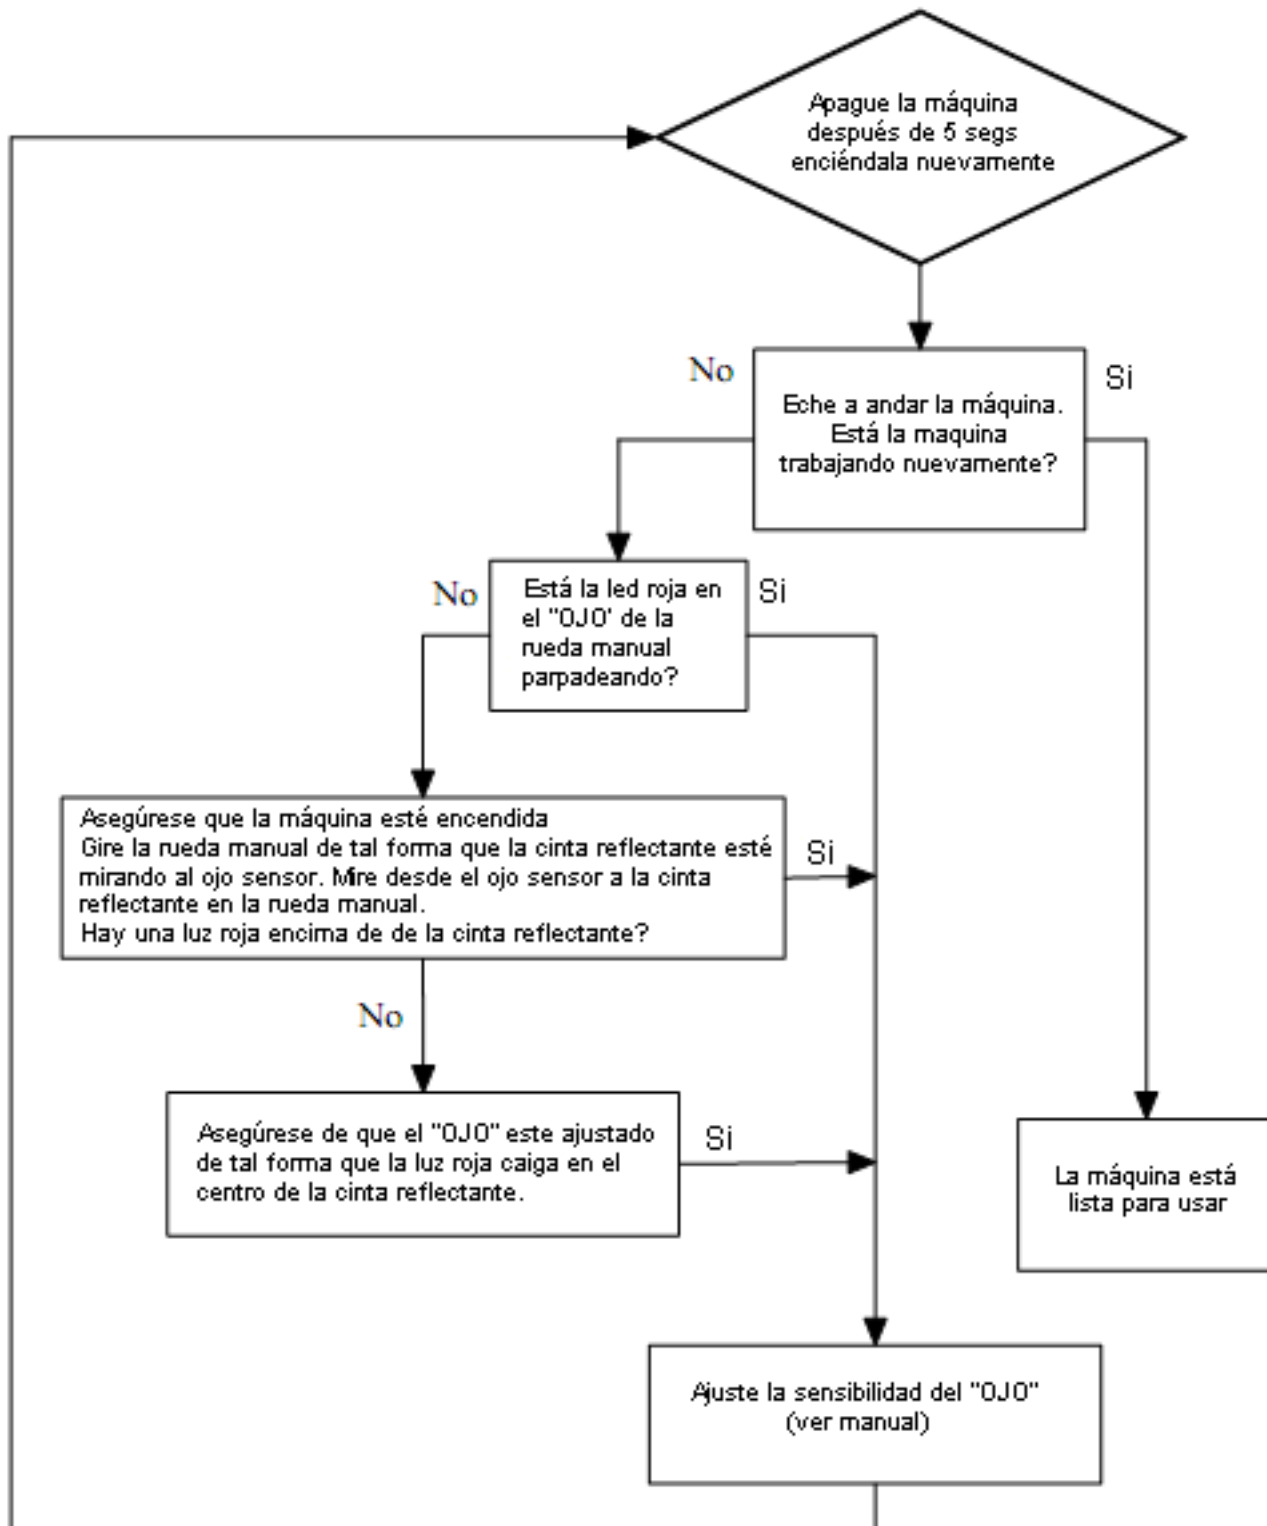 Apague la máquina
después de 5 segs
enciéndala nuevamente
No
Si
Eche a andar la máquina.
Está la maquina
trabajando nuevamente?
No
Si
Está la led roja en
el "OJO' de la
rueda manual
parpadeando?
Asegúrese que la máquina esté encendida
Gire la rueda manual de tal forma que la cinta reflectante esté
mirando al ojo sensor. Mire desde el ojo sensor a la cinta
reflectante en la rueda manual.
Hay una luz roja encima de de la cinta reflectante?
Si
No
Asegúrese de que el "OJO" este ajustado
de tal forma que la luz roja caiga en el
centro de la cinta reflectante.
Si
La máquina está
lista para usar
Ajuste la sensibilidad del "OJO"
(ver manual)